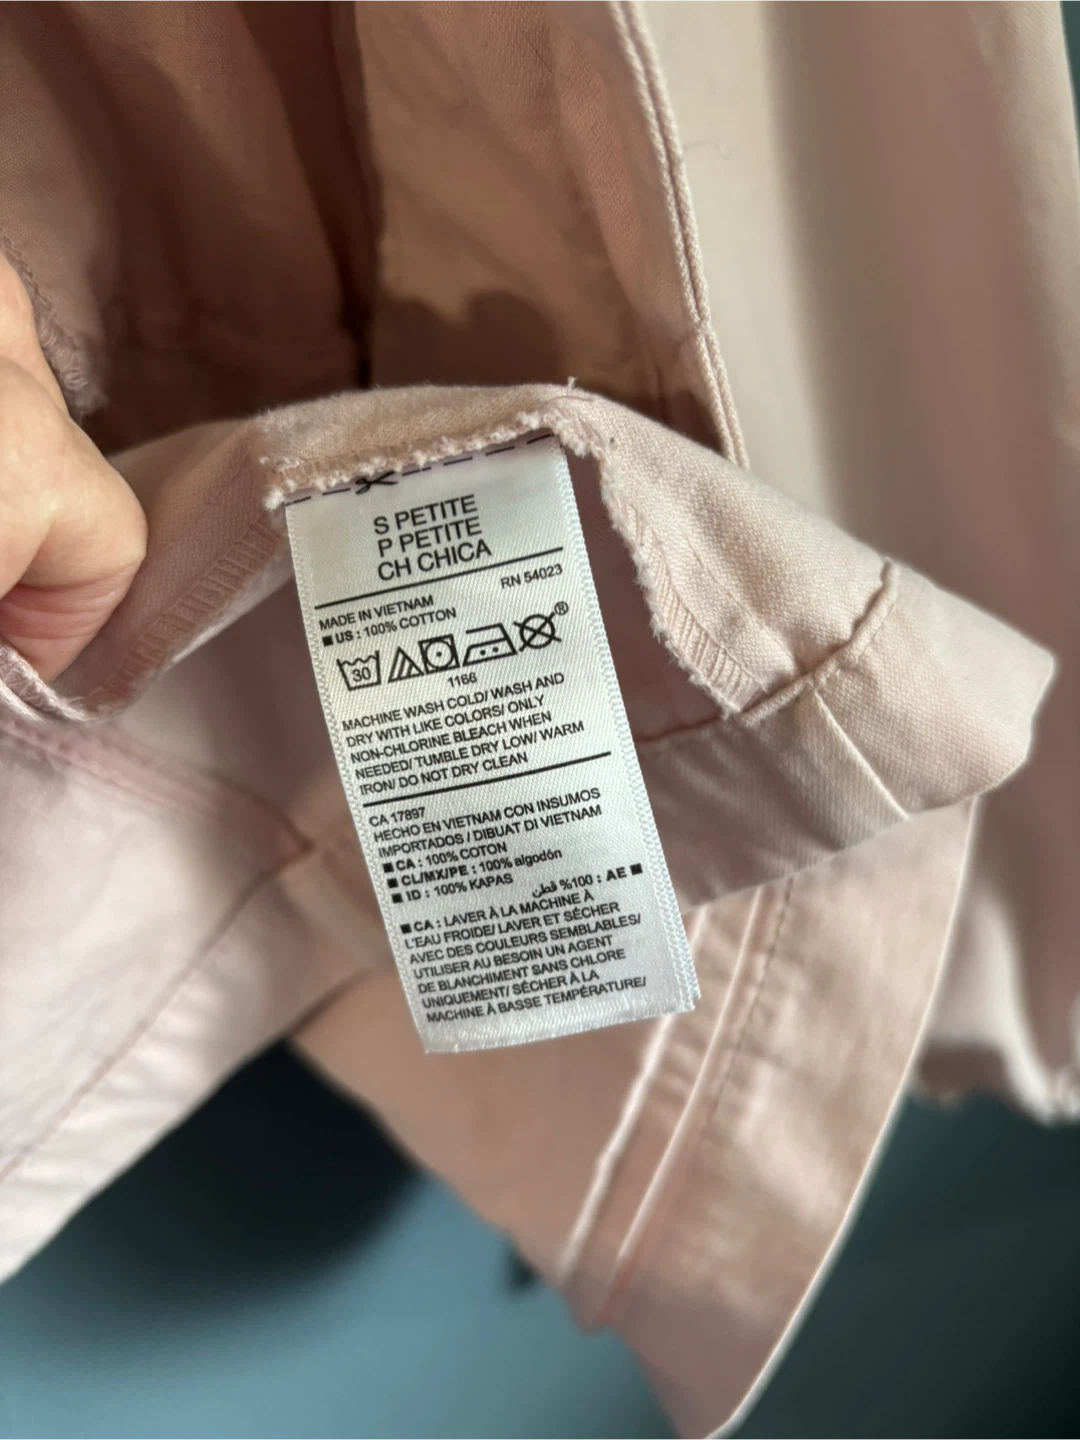 S PETITE
P PETITE
CH CHICA
RN 54023
MADE IN VIETNAM
■ US : 100% COTTON
30
®
1166
MACHINE WASH COLD/ WASH AND
DRY WITH LIKE COLORS/ ONLY
NON-CHLORINE BLEACH WHEN
NEEDED/ TUMBLE DRY LOW/ WARM
IRON/ DO NOT DRY CLEAN
CA 17897
HECHO EN VIETNAM CON INSUMOS
IMPORTADOS / DIBUAT DI VIETNAM
■ CA : 100% COTON
■ CL/MX/PE : 100% algodón
■ ID : 100% KAPAS
■ AE : %100 قطن
■ CA : LAVER À LA MACHINE À
L'EAU FROIDE/ LAVER ET SÉCHER
AVEC DES COULEURS SEMBLABLES/
UTILISER AU BESOIN UN AGENT
DE BLANCHIMENT SANS CHLORE
UNIQUEMENT/ SÉCHER À LA
MACHINE À BASSE TEMPÉRATURE/